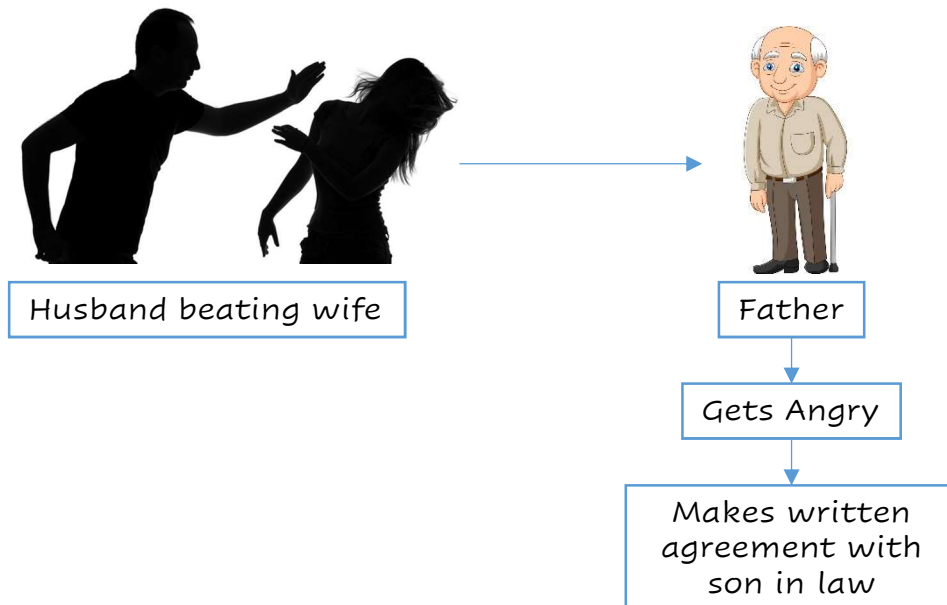 Husband beating wife
Father
Gets Angry
Makes written
agreement with
son in law